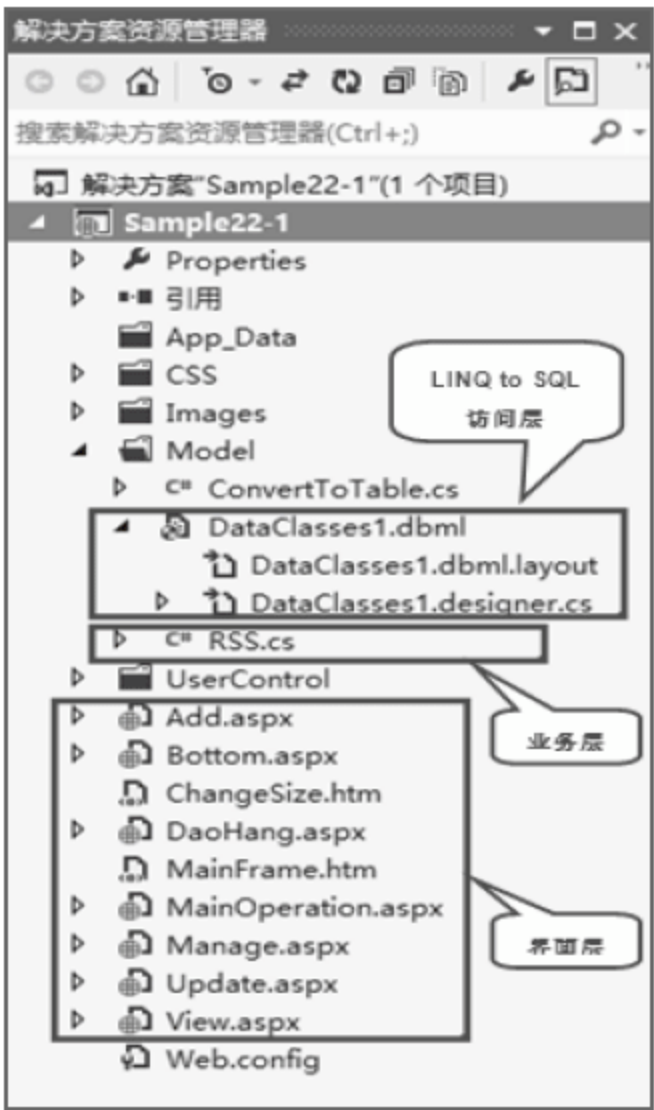 解决方案资源管理器
搜索解决方案资源管理器(Ctrl+;)
解决方案"Sample22-1"(1 个项目)
Sample22-1
Properties
引用
App_Data
CSS
Images
Model
ConvertToTable.cs
DataClasses1.dbml
DataClasses1.dbml.layout
DataClasses1.designer.cs
RSS.cs
UserControl
Add.aspx
Bottom.aspx
ChangeSize.htm
DaoHang.aspx
MainFrame.htm
MainOperation.aspx
Manage.aspx
Update.aspx
View.aspx
Web.config
LINQ to SQL
访问层
业务层
界面层